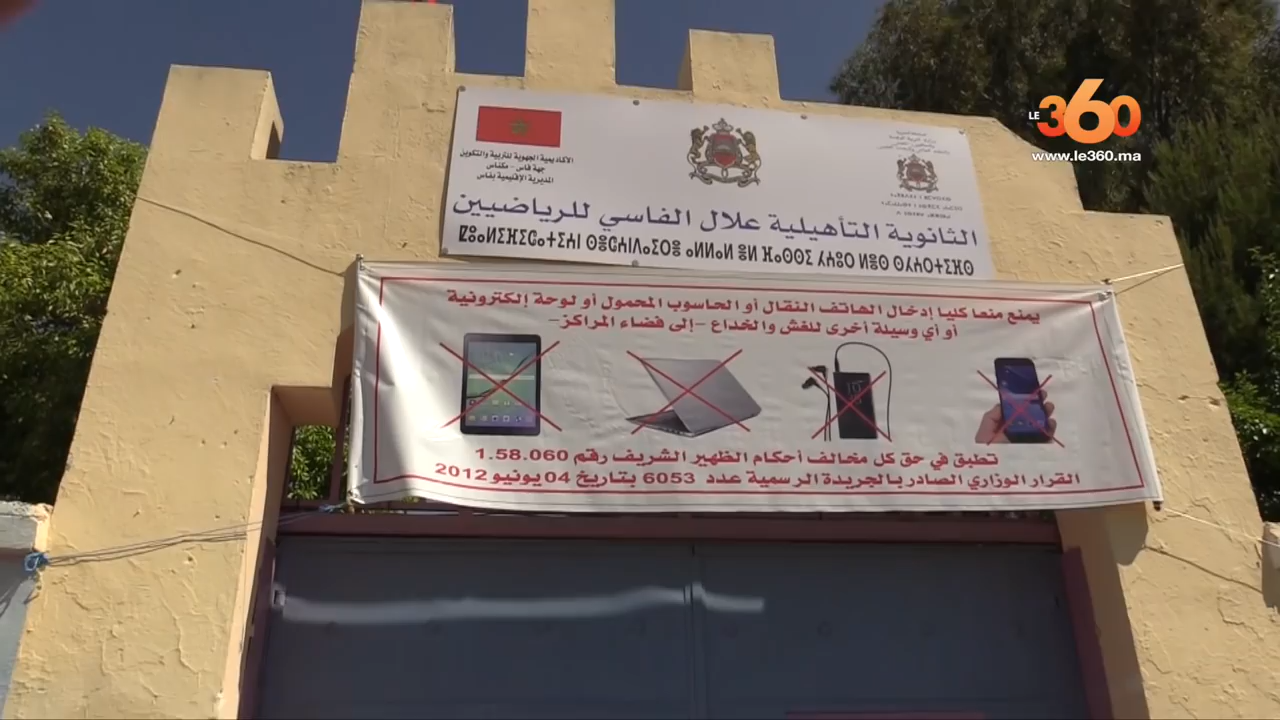 LE 360
www.le360.ma
الاكاديمية الجهوية للتربية والتكوين
جهة فاس - مكناس
المديرية الإقليمية بفاس
الثانوية التأهيلية علال الفاسي للرياضيين
يمنع منعا كليا إدخال الهاتف النقال أو الحاسوب المحمول أو لوحة إلكترونية
أو أي وسيلة أخرى للغش والخداع -إلى فضاء المراكز-
تطبق في حق كل مخالف أحكام الظهير الشريف رقم 1.58.060
القرار الوزاري الصادر بالجريدة الرسمية عدد 6053 بتاريخ 04 يونيو 2012